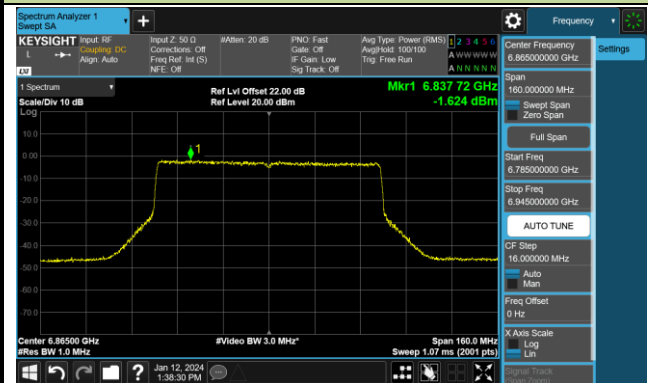 Spectrum Analyzer 1
Swept SA
+
Frequency
KEYSIGHT
L
LXI
Input: RF
Coupling: DC
Align: Auto
Input Z: 50 Ω
Corrections: Off
Freq Ref: Int (S)
NFE: Off
#Atten: 20 dB
PNO: Fast
Gate: Off
IF Gain: Low
Sig Track: Off
Avg Type: Power (RMS)
Avg|Hold: 100/100
Trig: Free Run
1 2 3 4 5 6
A W W W W W
A N N N N N
1 Spectrum
Scale/Div 10 dB
Log
Ref Lvl Offset 22.00 dB
Ref Level 20.00 dBm
Mkr1 6.837 72 GHz
-1.624 dBm
1
10.0
0.00
-10.0
-20.0
-30.0
-40.0
-50.0
-60.0
-70.0
Center 6.86500 GHz
#Res BW 1.0 MHz
#Video BW 3.0 MHz*
Span 160.0 MHz
Sweep 1.07 ms (2001 pts)
Jan 12, 2024
1:38:30 PM
?
Center Frequency
6.865000000 GHz
Settings
Span
160.000000 MHz
Swept Span
Zero Span
Full Span
Start Freq
6.785000000 GHz
Stop Freq
6.945000000 GHz
AUTO TUNE
CF Step
16.000000 MHz
Auto
Man
Freq Offset
0 Hz
X Axis Scale
Log
Lin
Signal Track
(Span Zoom)